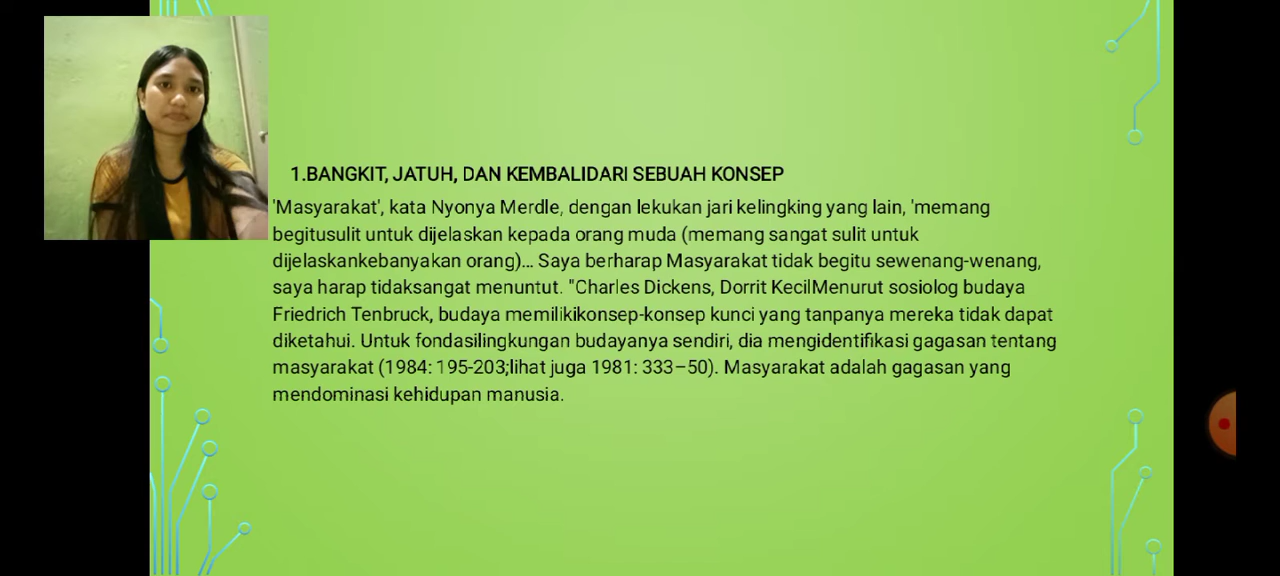 1.BANGKIT, JATUH, DAN KEMBALIDARI SEBUAH KONSEP
'Masyarakat', kata Nyonya Merdle, dengan lekukan jari kelingking yang lain, 'memang
begitusulit untuk dijelaskan kepada orang muda (memang sangat sulit untuk
dijelaskankebanyakan orang)... Saya berharap Masyarakat tidak begitu sewenang-wenang,
saya harap tidaksangat menuntut. "Charles Dickens, Dorrit KecilMenurut sosiolog budaya
Friedrich Tenbruck, budaya memilikikonsep-konsep kunci yang tanpanya mereka tidak dapat
diketahui. Untuk fondasilingkungan budayanya sendiri, dia mengidentifikasi gagasan tentang
masyarakat (1984: 195-203;lihat juga 1981: 333–50). Masyarakat adalah gagasan yang
mendominasi kehidupan manusia.